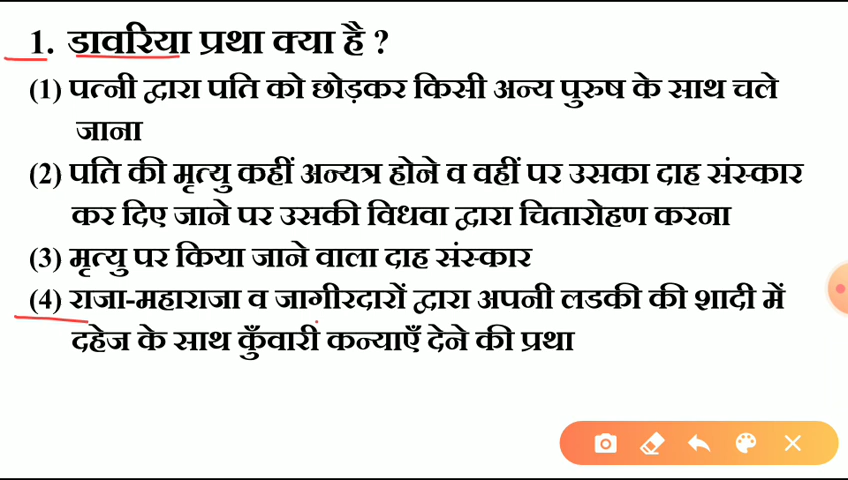 1. डावरिया प्रथा क्या है ?
(1) पत्नी द्वारा पति को छोड़कर किसी अन्य पुरुष के साथ चले
जाना
(2) पति की मृत्यु कहीं अन्यत्र होने व वहीं पर उसका दाह संस्कार
कर दिए जाने पर उसकी विधवा द्वारा चितारोहण करना
(3) मृत्यु पर किया जाने वाला दाह संस्कार
(4) राजा-महाराजा व जागीरदारों द्वारा अपनी लडकी की शादी में
दहेज के साथ कुँवारी कन्याएँ देने की प्रथा